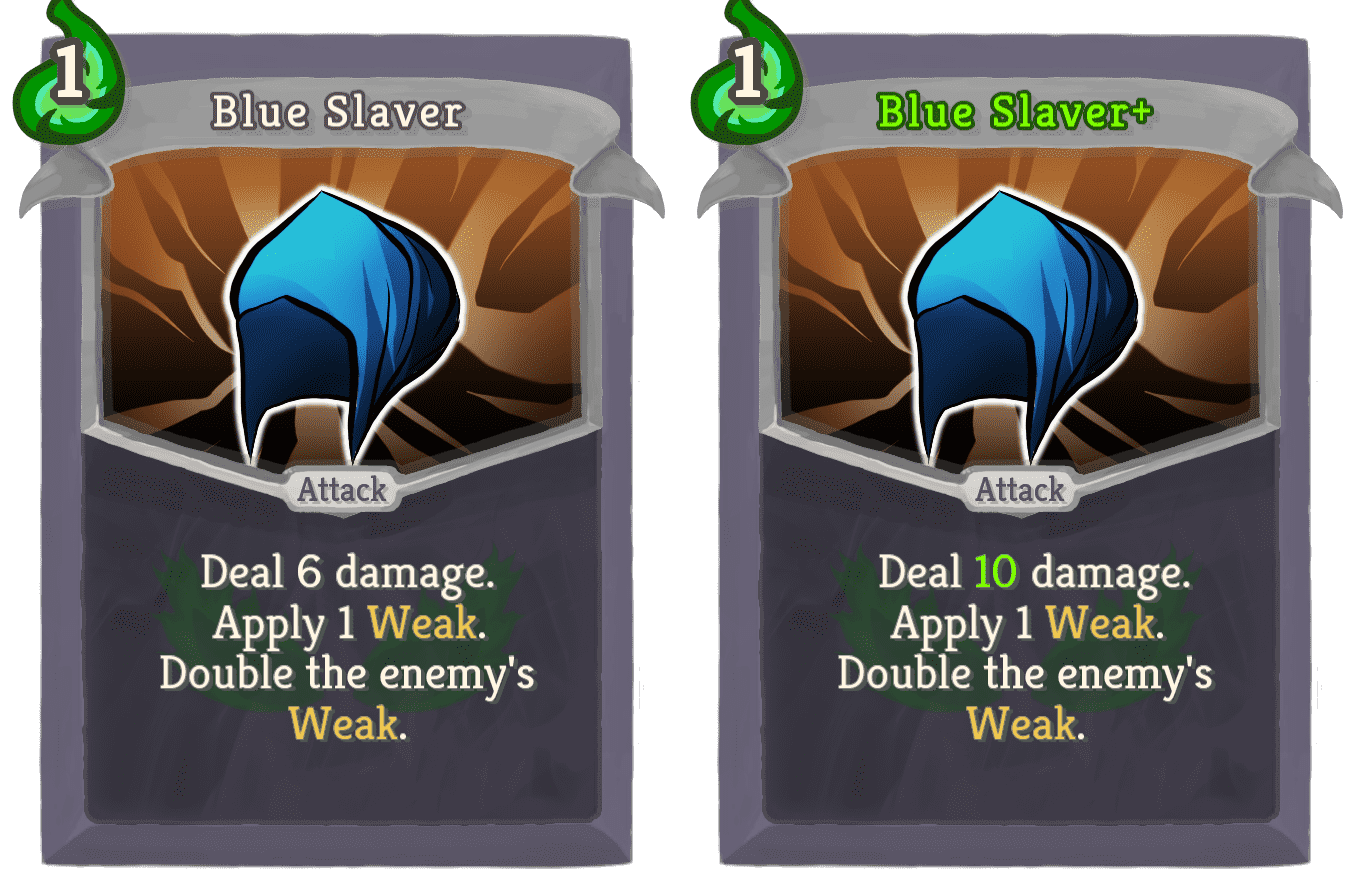 1
Blue Slaver
Attack
Deal 6 damage.
Apply 1 Weak.
Double the enemy's
Weak.
1
Blue Slaver+
Attack
Deal 10 damage.
Apply 1 Weak.
Double the enemy's
Weak.